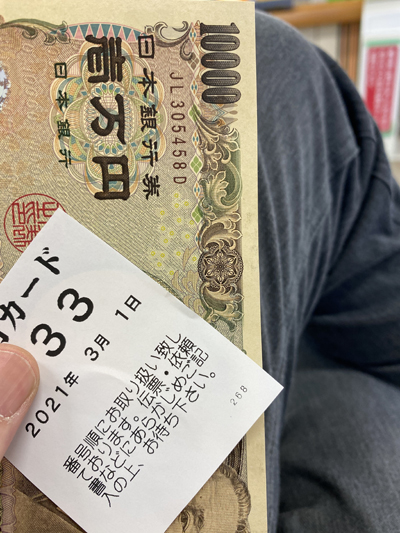 10000
日本銀行券
壱万円
日本銀行
JL305458D
カード
33
2021年 3月 1日
番号順にお取り扱い致し
ております。伝票・依頼
書などにあらかじめご記
入の上、お待ち下さい。
268